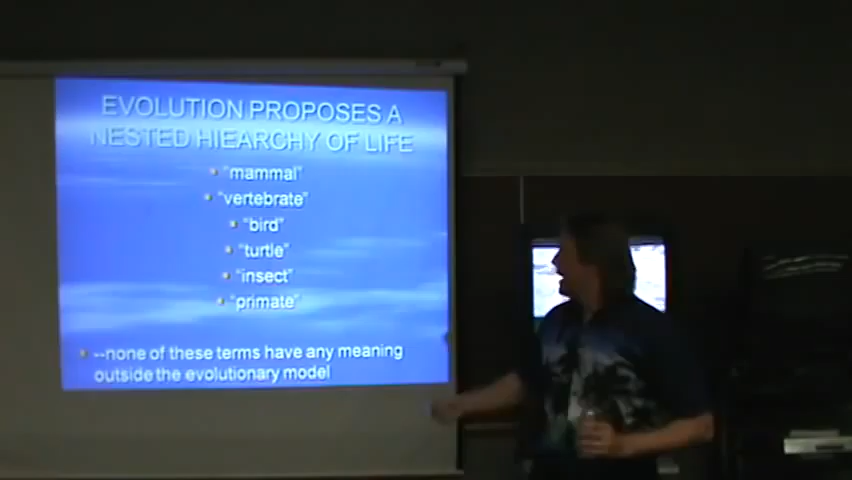 EVOLUTION PROPOSES A
NESTED HIEARCHY OF LIFE
"mammal"
"vertebrate"
"bird"
"turtle"
"insect"
"primate"
--none of these terms have any meaning
outside the evolutionary model